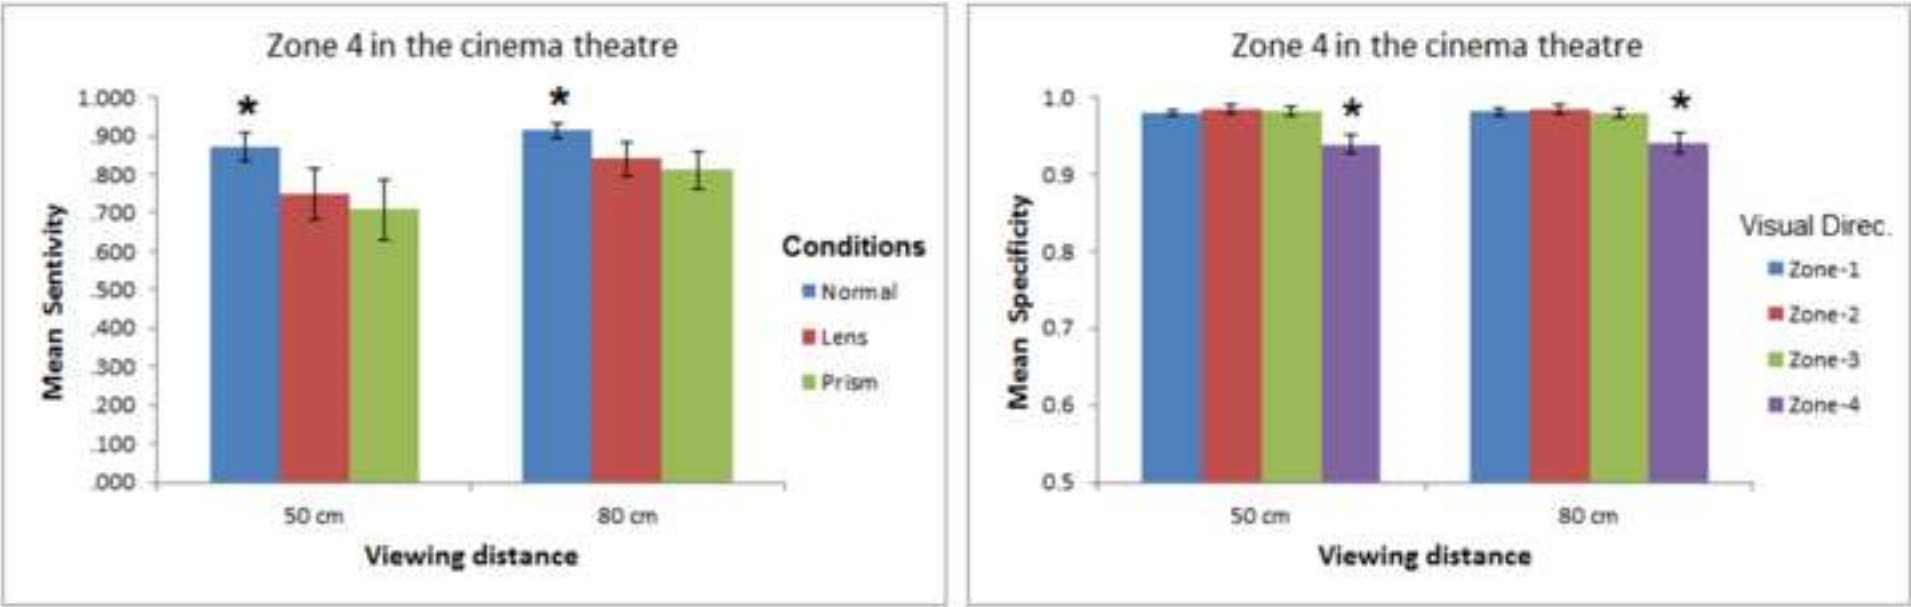 Zone 4 in the cinema theatre
*
*
1.000
.900
.800
.700
.600
.500
.400
.300
.200
.100
.000
Mean Sentivity
50 cm
80 cm
Viewing distance
Conditions
Normal
Lens
Prism
Zone 4 in the cinema theatre
*
*
1.0
0.9
0.8
0.7
0.6
0.5
Mean Specificity
50 cm
80 cm
Viewing distance
Visual Direc.
Zone-1
Zone-2
Zone-3
Zone-4